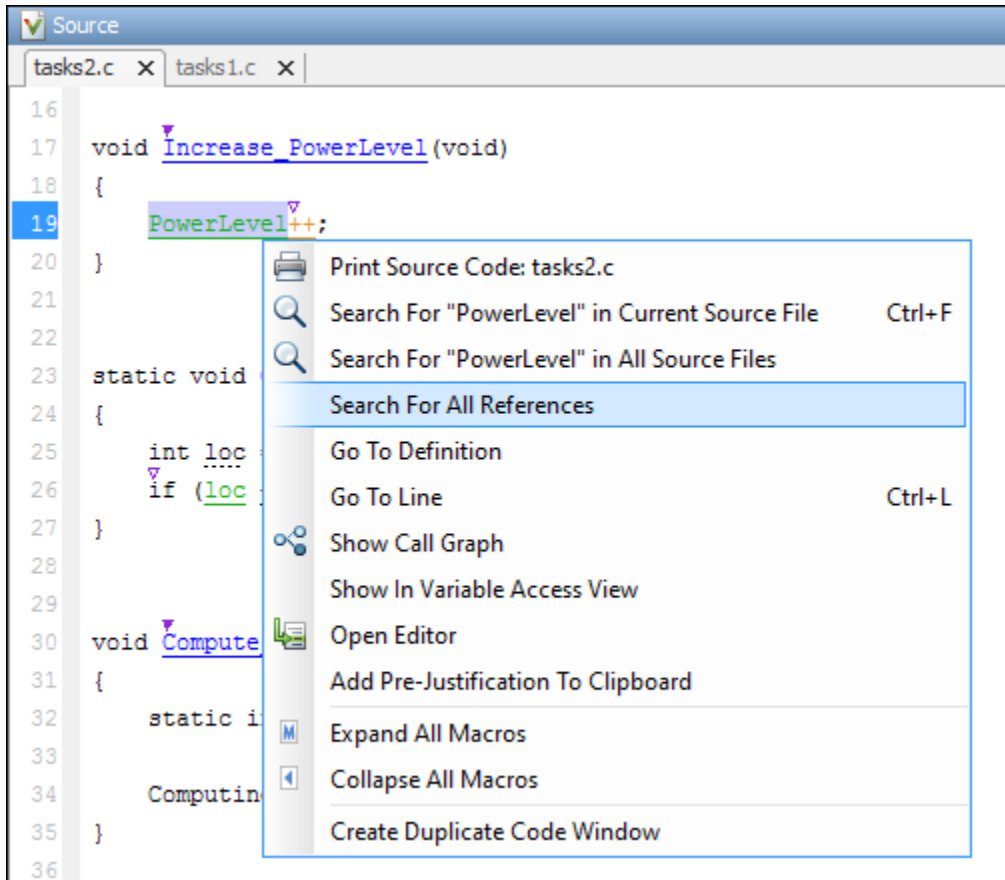 Source
tasks2.c tasks1.c
16
17 void Increase_PowerLevel(void)
18 {
19 PowerLevel++;
20 }
21
22
23 static void
24 {
25 int loc
26 if (loc
27 }
28
29
30 void Compute_
31 {
32 static i
33
34 Computin
35 }
36
Print Source Code: tasks2.c
Search For "PowerLevel" in Current Source File Ctrl+F
Search For "PowerLevel" in All Source Files
Search For All References
Go To Definition
Go To Line Ctrl+L
Show Call Graph
Show In Variable Access View
Open Editor
Add Pre-Justification To Clipboard
M Expand All Macros
Collapse All Macros
Create Duplicate Code Window